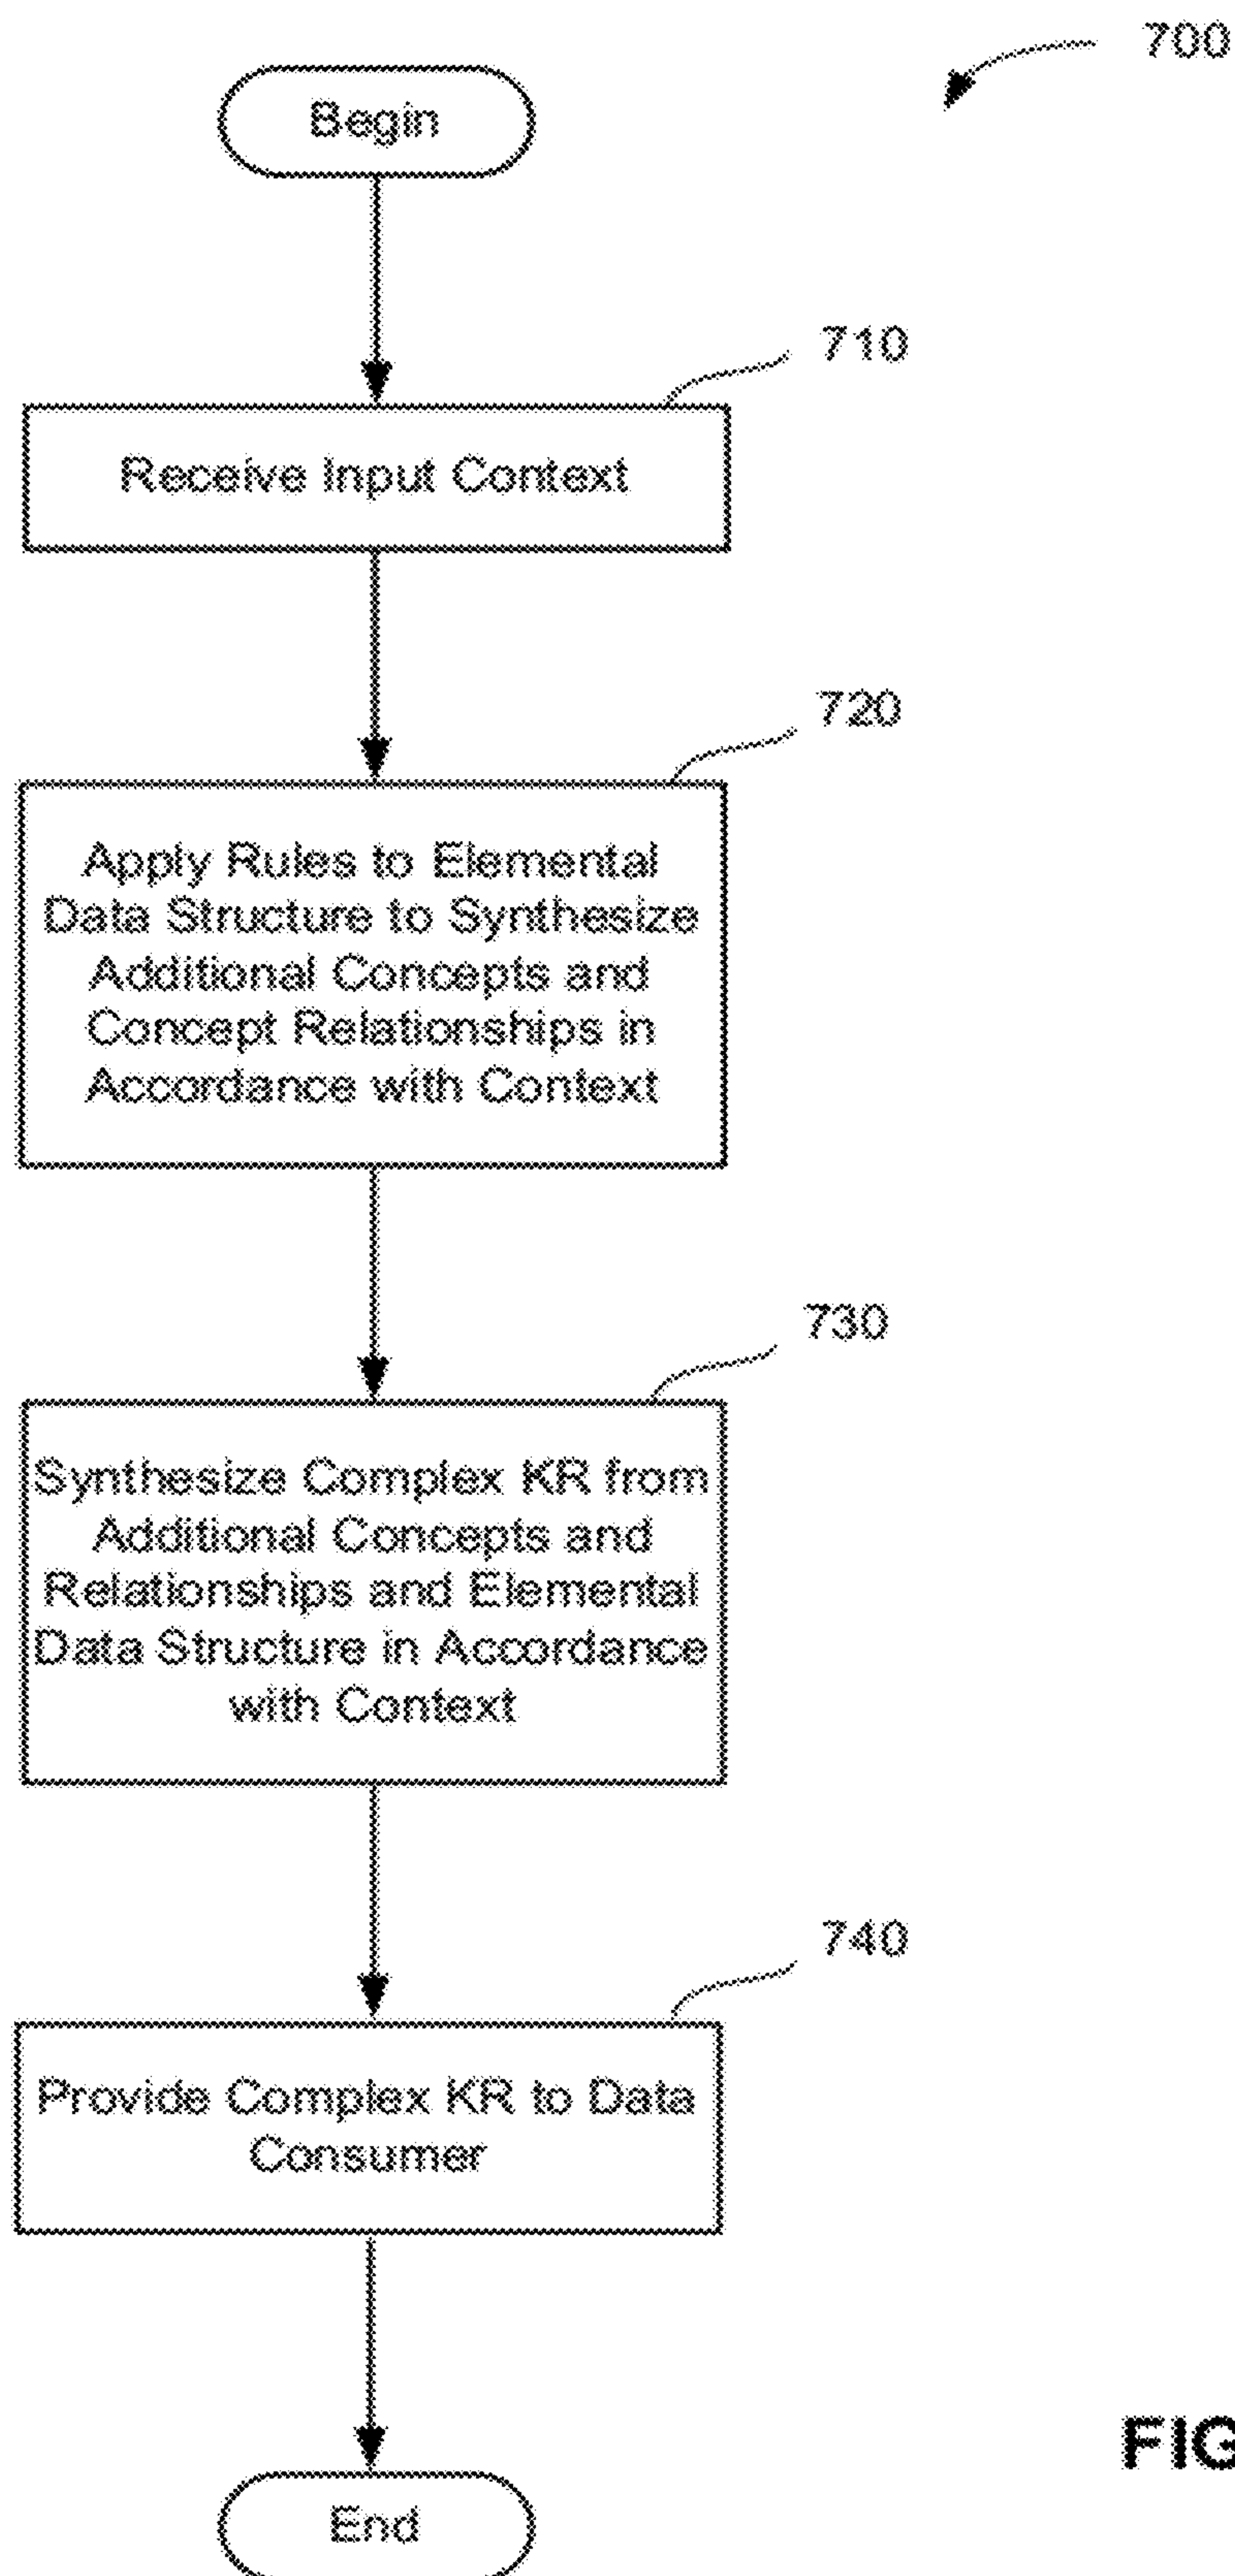 700
Begin
710
Receive Input Context
720
Apply Rules to Elemental
Data Structure to Synthesize
Additional Concepts and
Concept Relationships in
Accordance with Context
730
Synthesize Complex KR from
Additional Concepts and
Relationships and Elemental
Data Structure in Accordance
with Context
740
Provide Complex KR to Data
Consumer
FIG
End